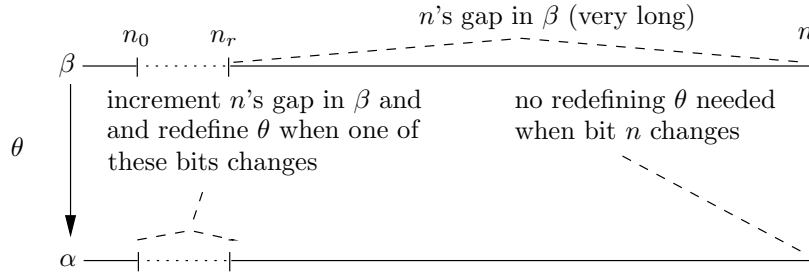 n's gap in β (very long)
n₀ nᵣ n
β
increment n's gap in β and
and redefine θ when one of
these bits changes
no redefining θ needed
when bit n changes
θ
α